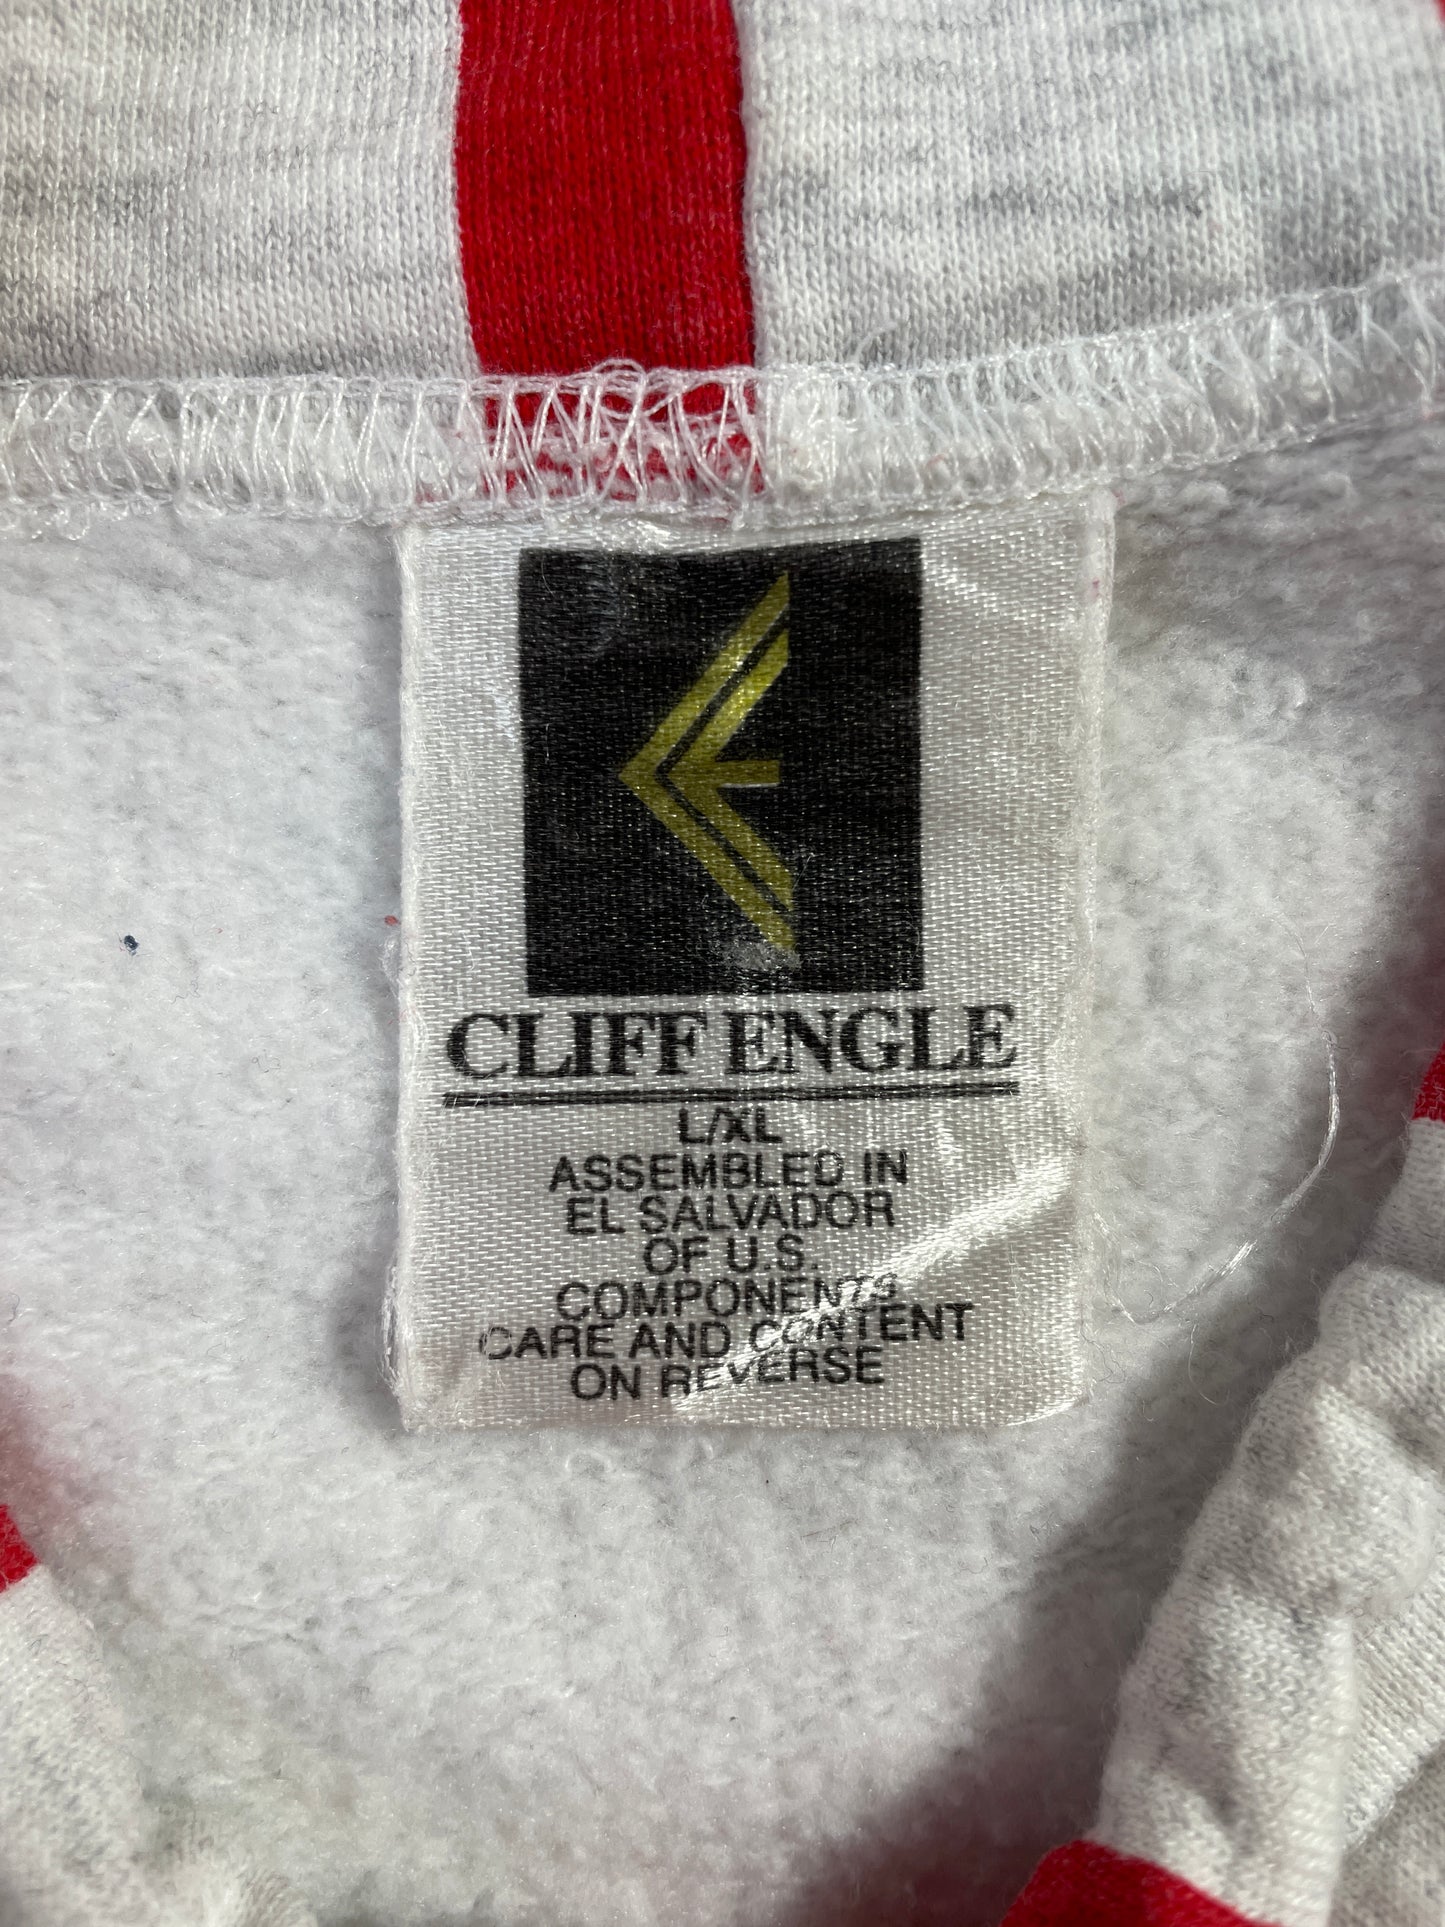 CLIFF ENGLE
L/XL
ASSEMBLED IN
EL SALVADOR
OF U.S.
COMPONENTS
CARE AND CONTENT
ON REVERSE